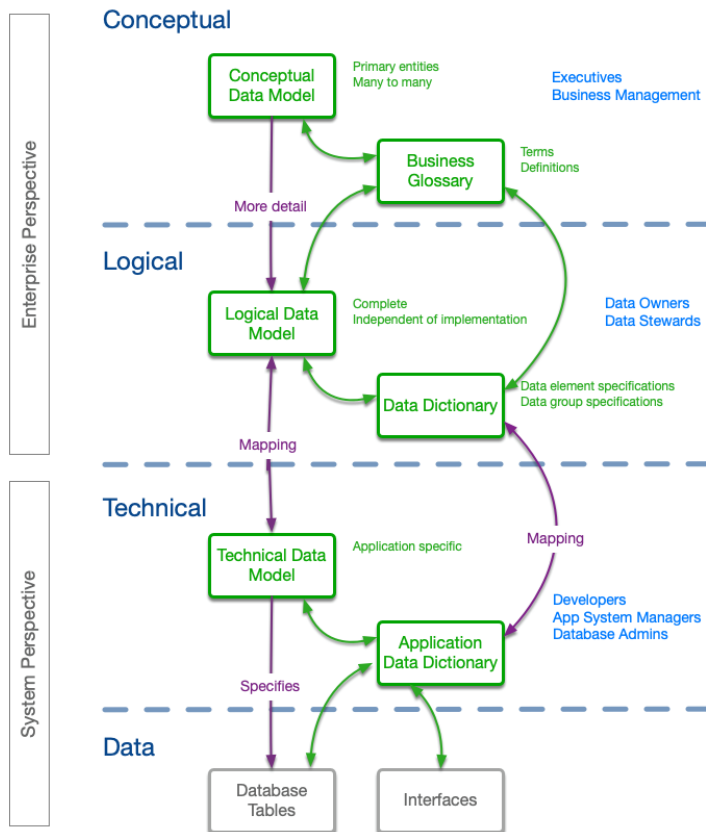 Conceptual
Conceptual
Data Model
Primary entities
Many to many
Executives
Business Management
Business
Glossary
Terms
Definitions
More detail
Enterprise Perspective
Logical
Logical Data
Model
Complete
Independent of implementation
Data Owners
Data Stewards
Data Dictionary
Data element specifications
Data group specifications
Mapping
Technical
Technical Data
Model
Application specific
Mapping
Developers
App System Managers
Database Admins
Application
Data Dictionary
System Perspective
Specifies
Data
Database
Tables
Interfaces